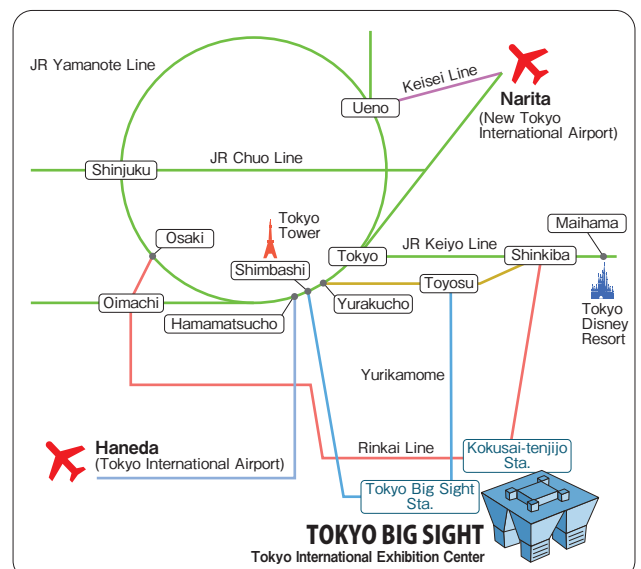 JR Yamanote Line
Keisei Line
Ueno
Narita
(New Tokyo
International Airport)
JR Chuo Line
Shinjuku
Osaki
Tokyo
Tower
Maihama
Tokyo
JR Keiyo Line
Shinkiba
Shimbashi
Toyosu
Oimachi
Yurakucho
Hamamatsucho
Tokyo
Disney
Resort
Yurikamome
Haneda
(Tokyo International Airport)
Rinkai Line
Kokusai-tenjijo
Sta.
Tokyo Big Sight
Sta.
TOKYO BIG SIGHT
Tokyo International Exhibition Center